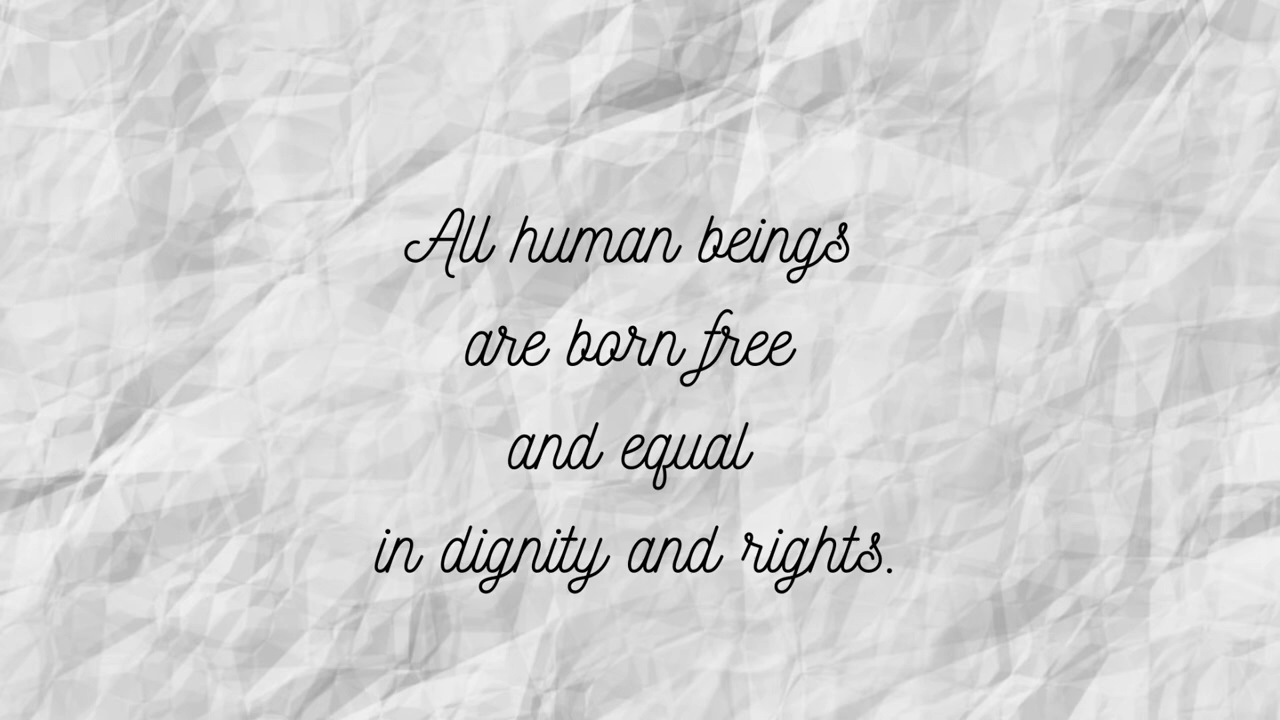 All human beings
are born free
and equal
in dignity and rights.